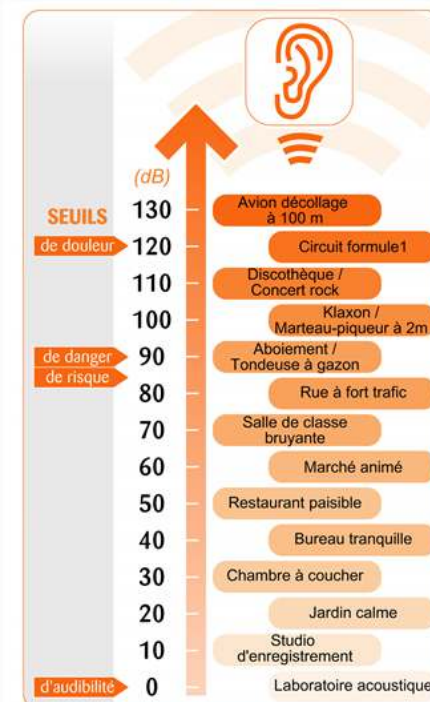 (dB)
SEUILS
130
Avion décollage
à 100 m
de douleur
120
Circuit formule1
110
Discothèque /
Concert rock
100
Klaxon /
Marteau-piqueur à 2m
de danger
90
Aboiement /
Tondeuse à gazon
de risque
80
Rue à fort trafic
70
Salle de classe
bruyante
60
Marché animé
50
Restaurant paisible
40
Bureau tranquille
30
Chambre à coucher
20
Jardin calme
10
Studio
d'enregistrement
d'audibilité
0
Laboratoire acoustique